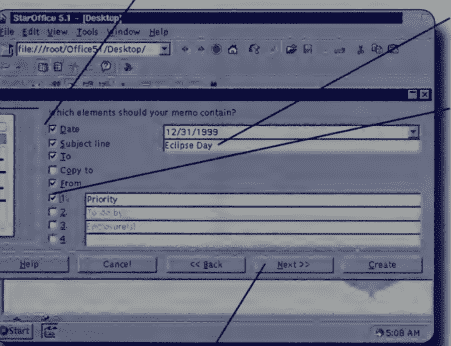 StarOffice 5.1 - [Desktop]
File Edit View Tools Window Help
file:///root/Office51/Desktop/
Which elements should your memo contain?
Date 12/31/1999
Subject line Eclipse Day
To
Copy to
From
1. Priority
2. To do by
3. Enclosure(s)
4
Help Cancel << Back Next >> Create
Start 5:08 AM